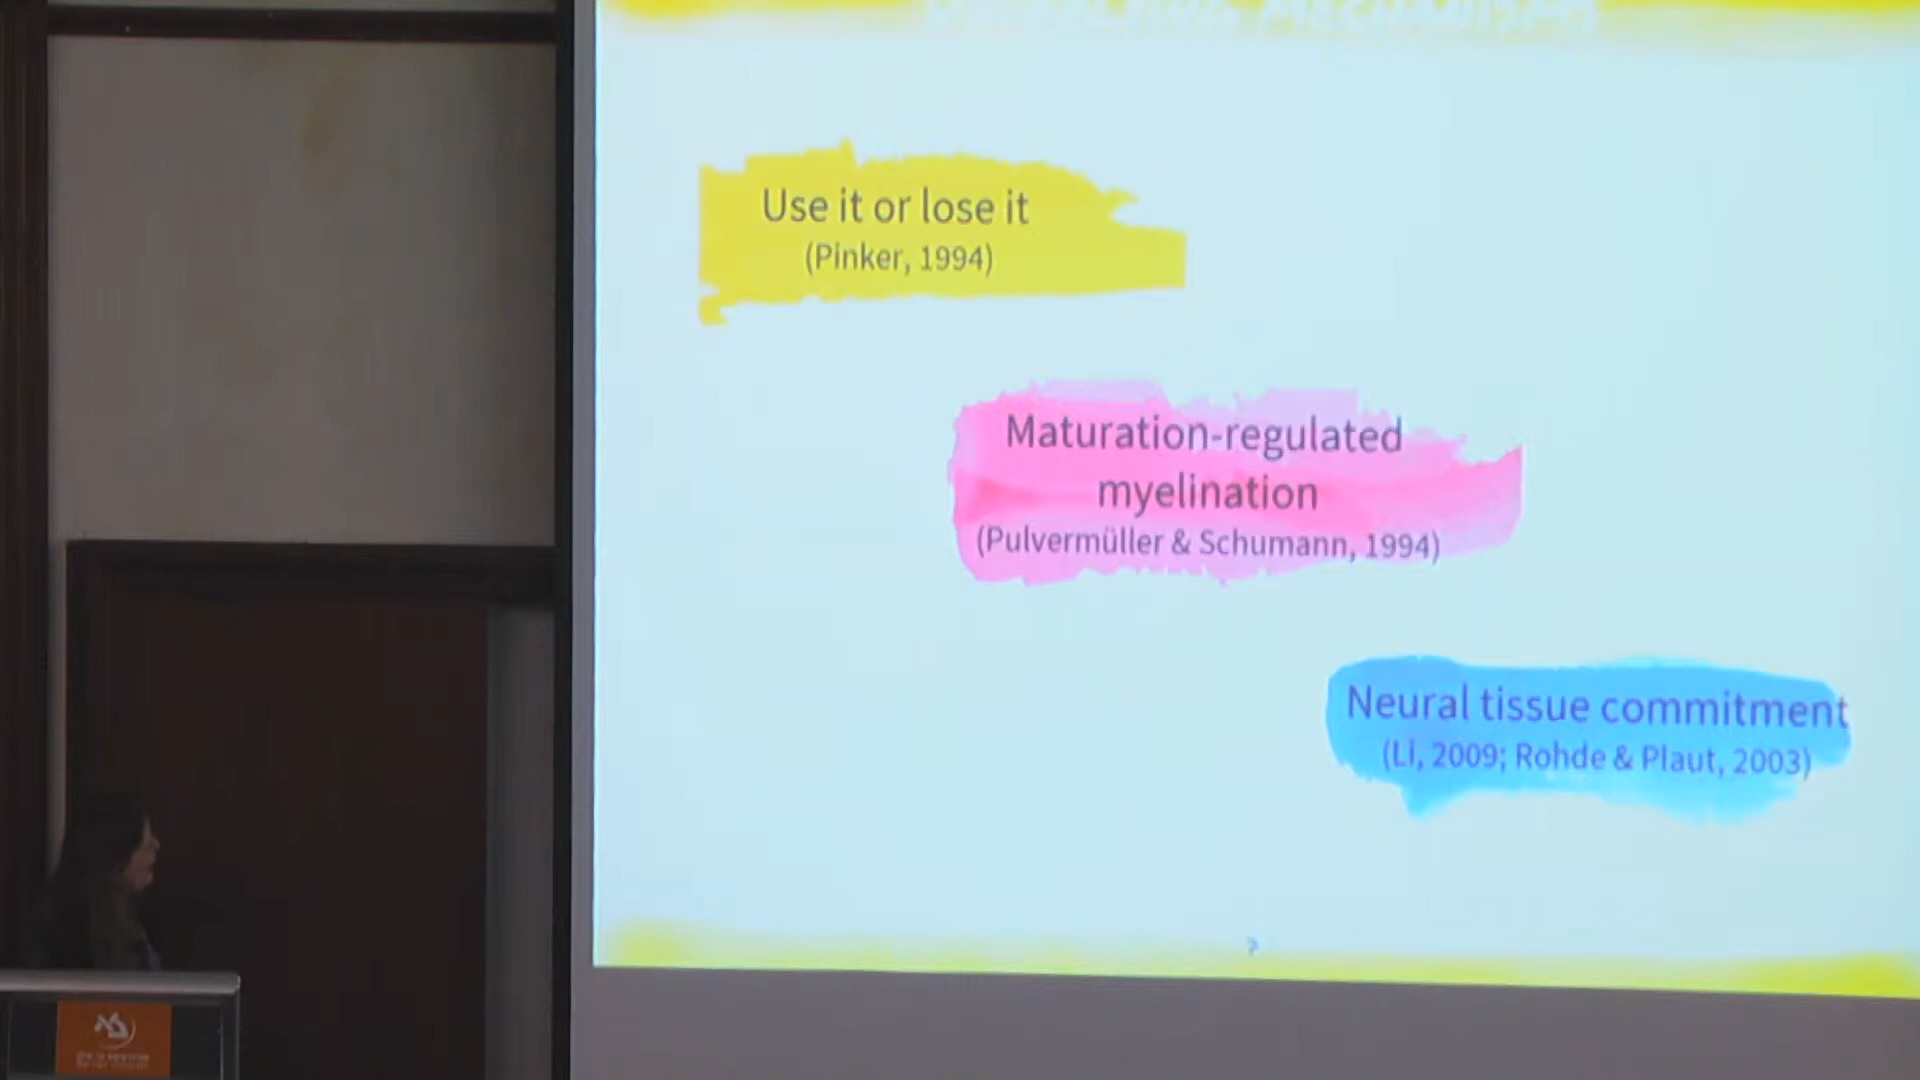 Use it or lose it
(Pinker, 1994)
Maturation-regulated
myelination
(Pulvermüller & Schumann, 1994)
Neural tissue commitment
(Li, 2009; Rohde & Plaut, 2003)